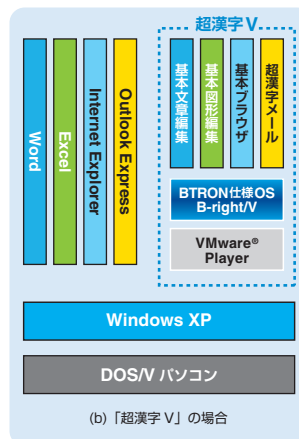 超漢字V
Word
Excel
Internet Explorer
Outlook Express
基本文章編集
基本図形編集
基本ブラウザ
超漢字メール
BTRON仕様OS
B-right/V
VMware®
Player
Windows XP
DOS/V パソコン
(b)「超漢字 V」の場合